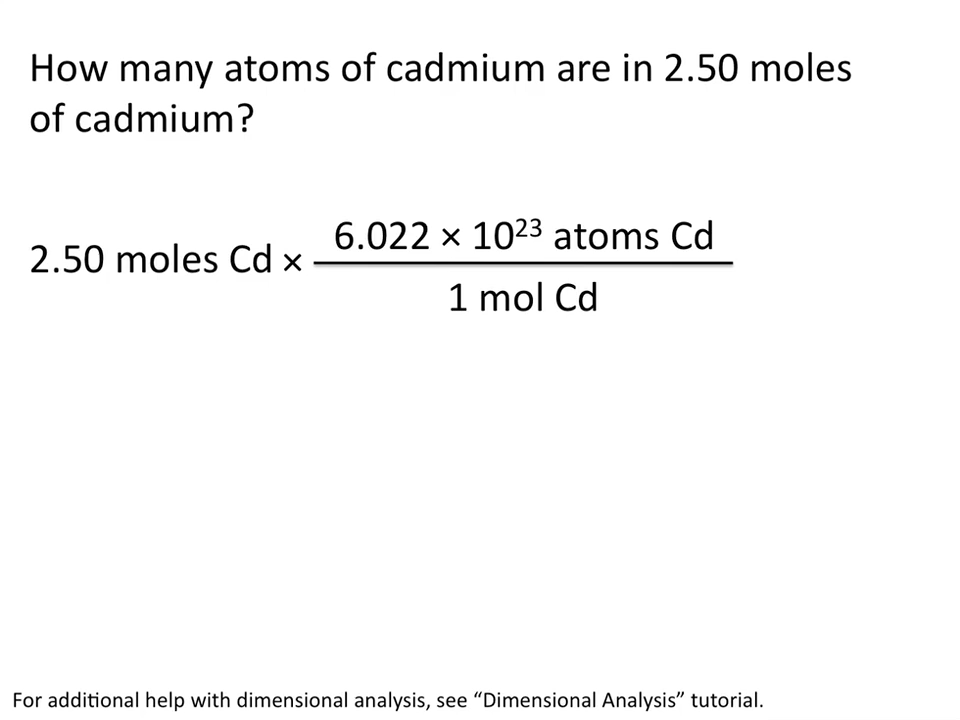 How many atoms of cadmium are in 2.50 moles
of cadmium?
2.50 moles Cd × 6.022 × 10²³ atoms Cd
1 mol Cd
For additional help with dimensional analysis, see “Dimensional Analysis” tutorial.